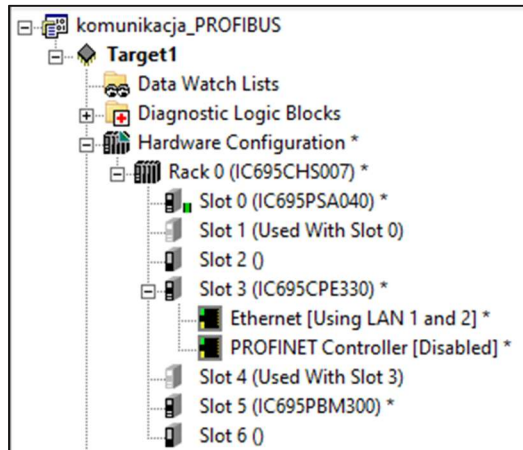 komunikacja_PROFIBUS
Target1
Data Watch Lists
Diagnostic Logic Blocks
Hardware Configuration *
Rack 0 (IC695CHS007) *
Slot 0 (IC695PSA040) *
Slot 1 (Used With Slot 0)
Slot 2 ()
Slot 3 (IC695CPE330) *
Ethernet [Using LAN 1 and 2] *
PROFINET Controller [Disabled] *
Slot 4 (Used With Slot 3)
Slot 5 (IC695PBM300) *
Slot 6 ()